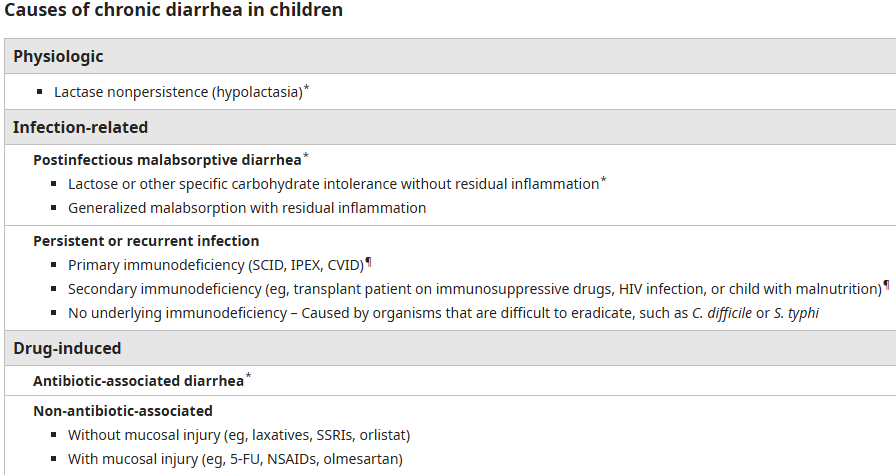 Causes of chronic diarrhea in children
Physiologic
▪ Lactase nonpersistence (hypolactasia)*
Infection-related
Postinfectious malabsorptive diarrhea*
▪ Lactose or other specific carbohydrate intolerance without residual inflammation*
▪ Generalized malabsorption with residual inflammation
Persistent or recurrent infection
▪ Primary immunodeficiency (SCID, IPEX, CVID)¶
▪ Secondary immunodeficiency (eg, transplant patient on immunosuppressive drugs, HIV infection, or child with malnutrition)¶
▪ No underlying immunodeficiency – Caused by organisms that are difficult to eradicate, such as C. difficile or S. typhi
Drug-induced
Antibiotic-associated diarrhea*
Non-antibiotic-associated
▪ Without mucosal injury (eg, laxatives, SSRIs, orlistat)
▪ With mucosal injury (eg, 5-FU, NSAIDs, olmesartan)